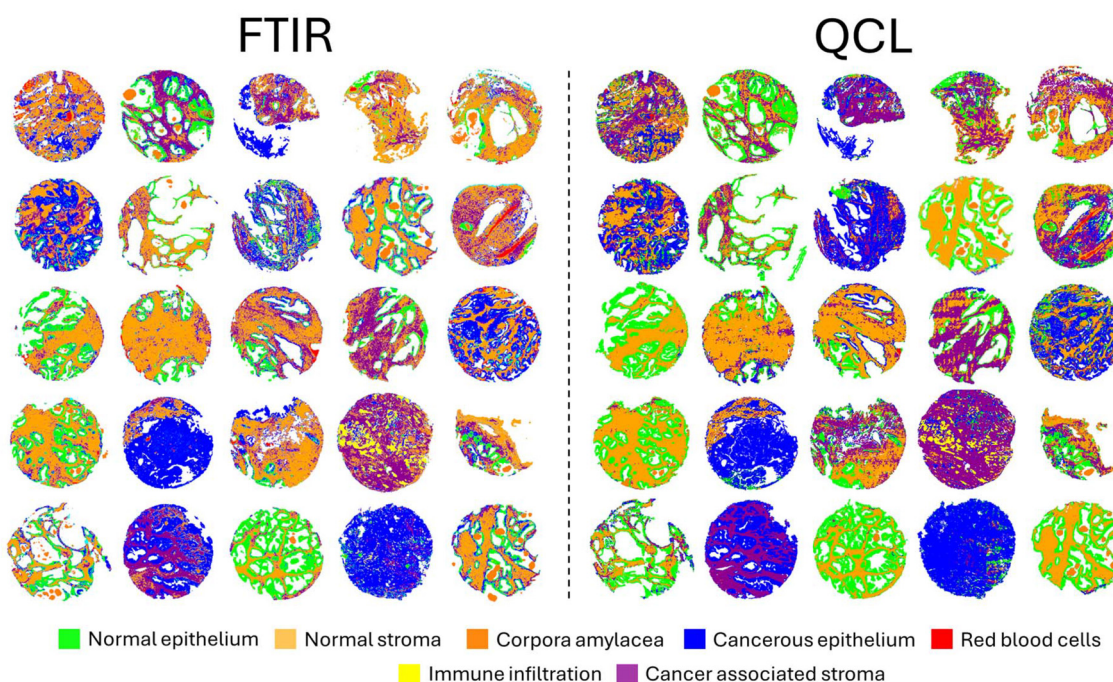 FTIR QCL
Normal epithelium Normal stroma Corpora amylacea Cancerous epithelium Red blood cells
Immune infiltration Cancer associated stroma